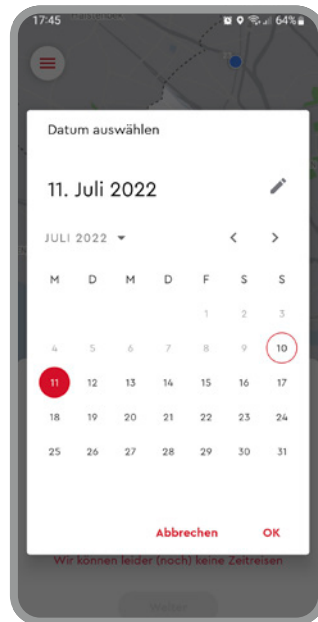 17:45 64%
Datum auswählen
11. Juli 2022
JULI 2022
M D M D F S S
1 2 3
4 5 6 7 8 9 10
11 12 13 14 15 16 17
18 19 20 21 22 23 24
25 26 27 28 29 30 31
Abbrechen OK
Wir können leider (noch) keine Zeitreisen
Weiter